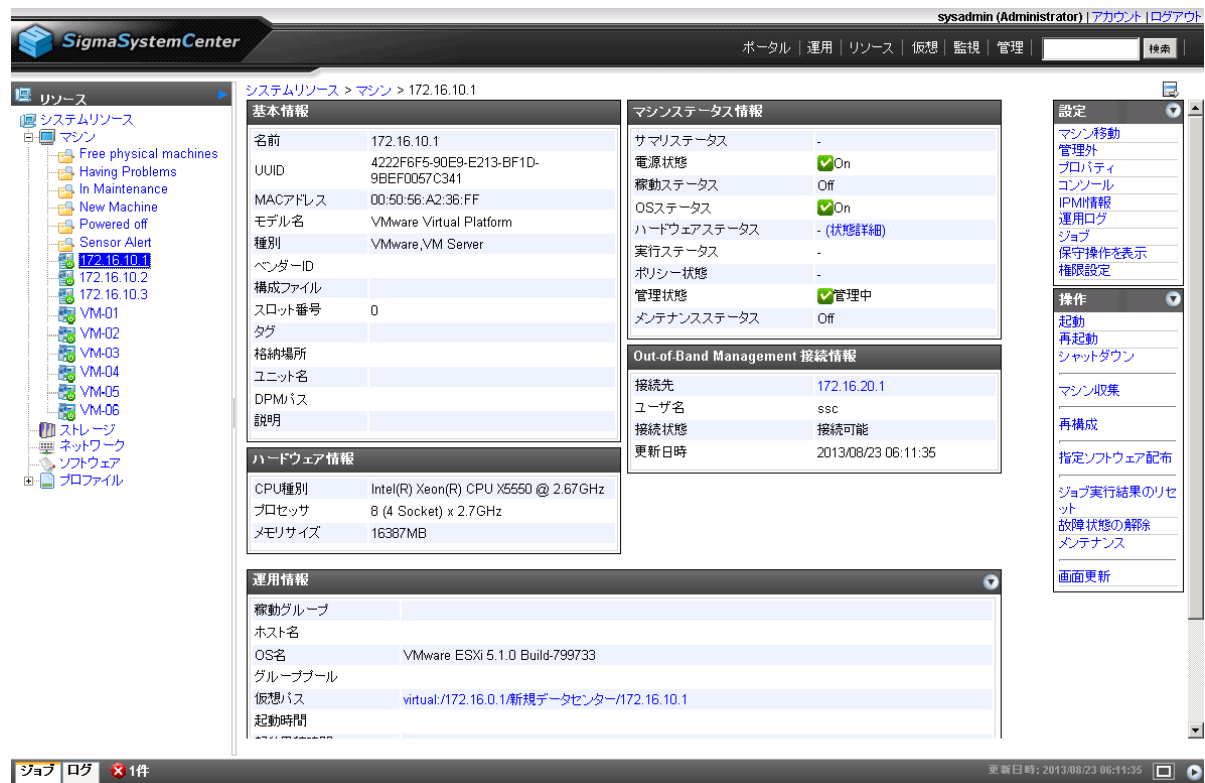 sysadmin (Administrator) | アカウント | ログアウト
SigmaSystemCenter
ポータル | 運用 | リソース | 仮想 | 監視 | 管理 | 検索
リソース
システムリソース
マシン
Free physical machines
Having Problems
In Maintenance
New Machine
Powered off
Sensor Alert
172.16.10.1
172.16.10.2
172.16.10.3
VM-01
VM-02
VM-03
VM-04
VM-05
VM-06
ストレージ
ネットワーク
ソフトウェア
プロファイル
システムリソース > マシン > 172.16.10.1
基本情報
名前 172.16.10.1
UUID 4222F6F5-90E9-E213-BF1D-
9BEF0057C341
MACアドレス 00:50:56:A2:36:FF
モデル名 VMware Virtual Platform
種別 VMware,VM Server
ベンダーID
構成ファイル
スロット番号 0
タグ
格納場所
ユニット名
DPMパス
説明
ハードウェア情報
CPU種別 Intel(R) Xeon(R) CPU X5550 @ 2.67GHz
プロセッサ 8 (4 Socket) x 2.7GHz
メモリサイズ 16387MB
マシンステータス情報
サマリステータス -
電源状態 On
稼動ステータス Off
OSステータス On
ハードウェアステータス - (状態詳細)
実行ステータス -
ポリシー状態 -
管理状態 管理中
メンテナンスステータス Off
Out-of-Band Management 接続情報
接続先 172.16.20.1
ユーザ名 ssc
接続状態 接続可能
更新日時 2013/08/23 06:11:35
運用情報
稼動グループ
ホスト名
OS名 VMware ESXi 5.1.0 Build-799733
グループプール
仮想パス virtual:/172.16.0.1/新規データセンター/172.16.10.1
起動時間
設定
マシン移動
管理外
プロパティ
コンソール
IPMI情報
運用ログ
ジョブ
保守操作を表示
権限設定
操作
起動
再起動
シャットダウン
マシン収集
再構成
指定ソフトウェア配布
ジョブ実行結果のリセ
ット
故障状態の解除
メンテナンス
画面更新
ジョブ ログ 1件
更新日時: 2013/08/23 06:11:35